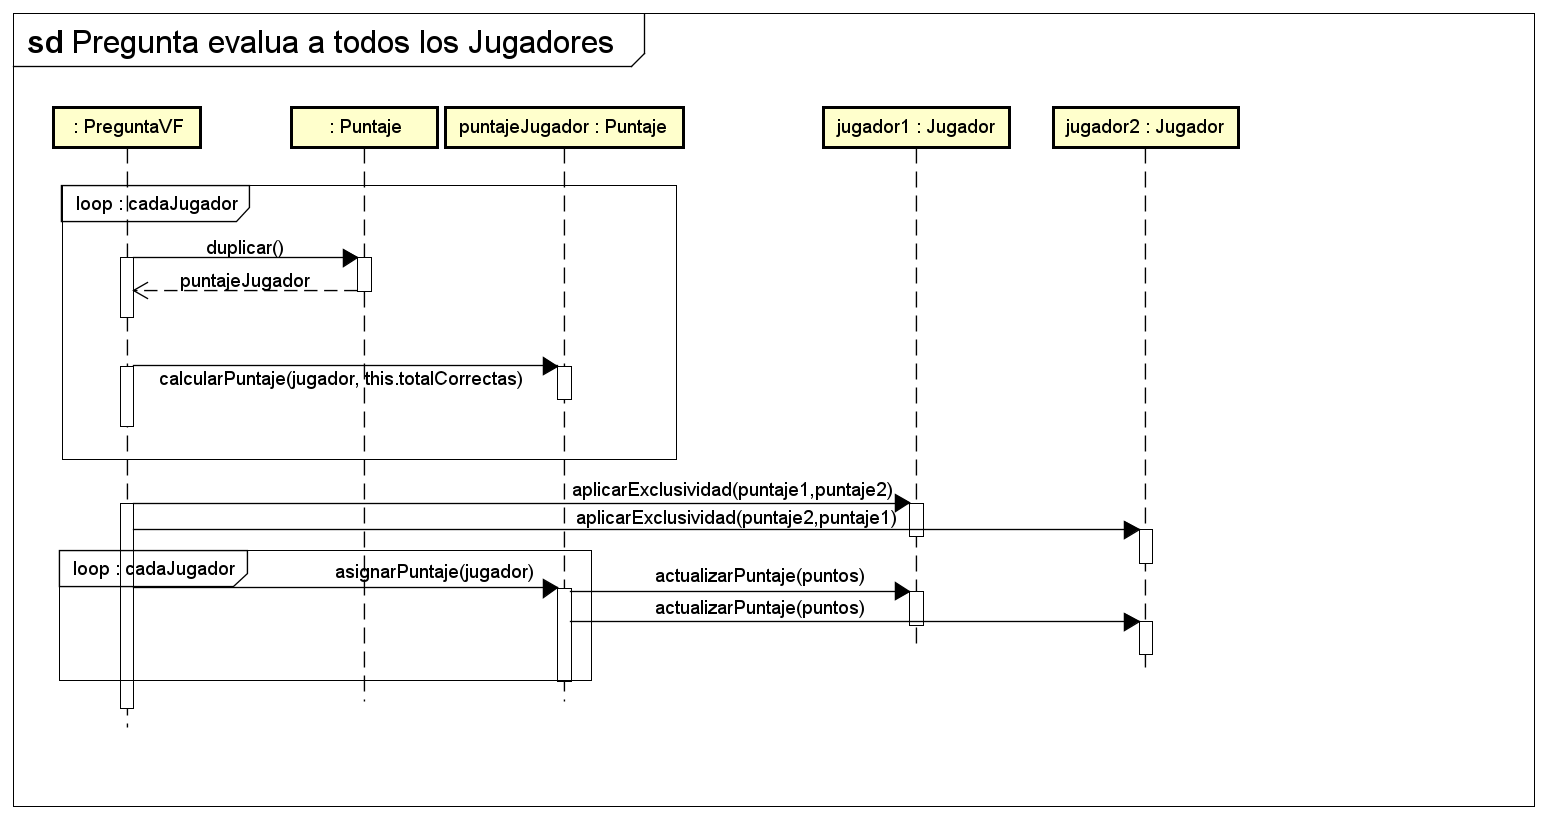 sd Pregunta evalua a todos los Jugadores
: PreguntaVF
: Puntaje
puntajeJugador : Puntaje
jugador1 : Jugador
jugador2 : Jugador
loop : cadaJugador
duplicar()
puntajeJugador
calcularPuntaje(jugador, this.totalCorrectas)
aplicarExclusividad(puntaje1,puntaje2)
aplicarExclusividad(puntaje2,puntaje1)
loop : cadaJugador
asignarPuntaje(jugador)
actualizarPuntaje(puntos)
actualizarPuntaje(puntos)